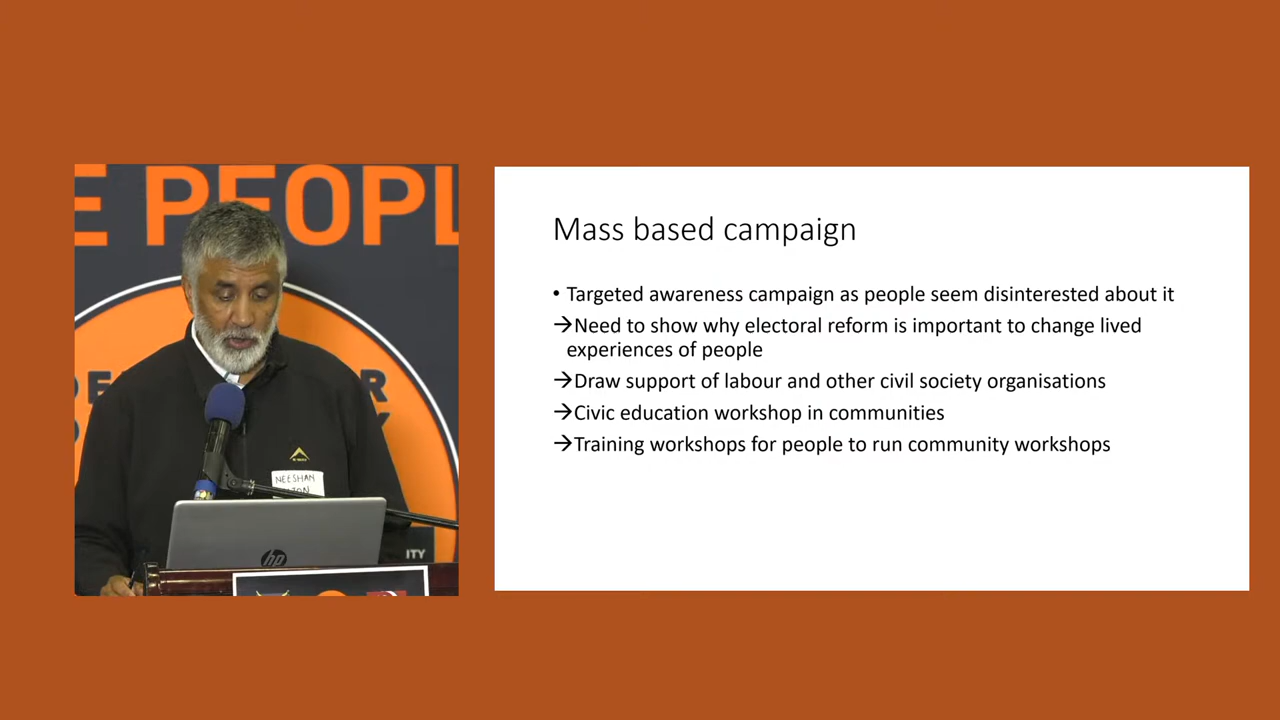 E PEOPL
NEESHAN
hp
ITY
Mass based campaign
• Targeted awareness campaign as people seem disinterested about it
→Need to show why electoral reform is important to change lived
experiences of people
→Draw support of labour and other civil society organisations
→Civic education workshop in communities
→Training workshops for people to run community workshops